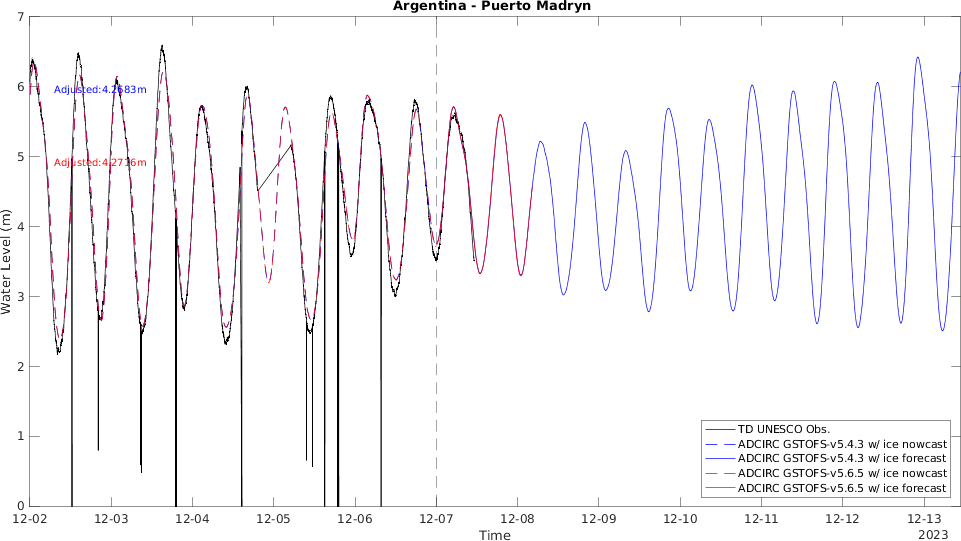 Argentina - Puerto Madryn
7
6
5
4
3
2
1
0
Water Level (m)
Adjusted:4.2683m
Adjusted:4.2716m
TD UNESCO Obs.
ADCIRC GSTOFS-v5.4.3 w/ ice nowcast
ADCIRC GSTOFS-v5.4.3 w/ ice forecast
ADCIRC GSTOFS-v5.6.5 w/ ice nowcast
ADCIRC GSTOFS-v5.6.5 w/ ice forecast
12-02 12-03 12-04 12-05 12-06 12-07 12-08 12-09 12-10 12-11 12-12 12-13
Time
2023